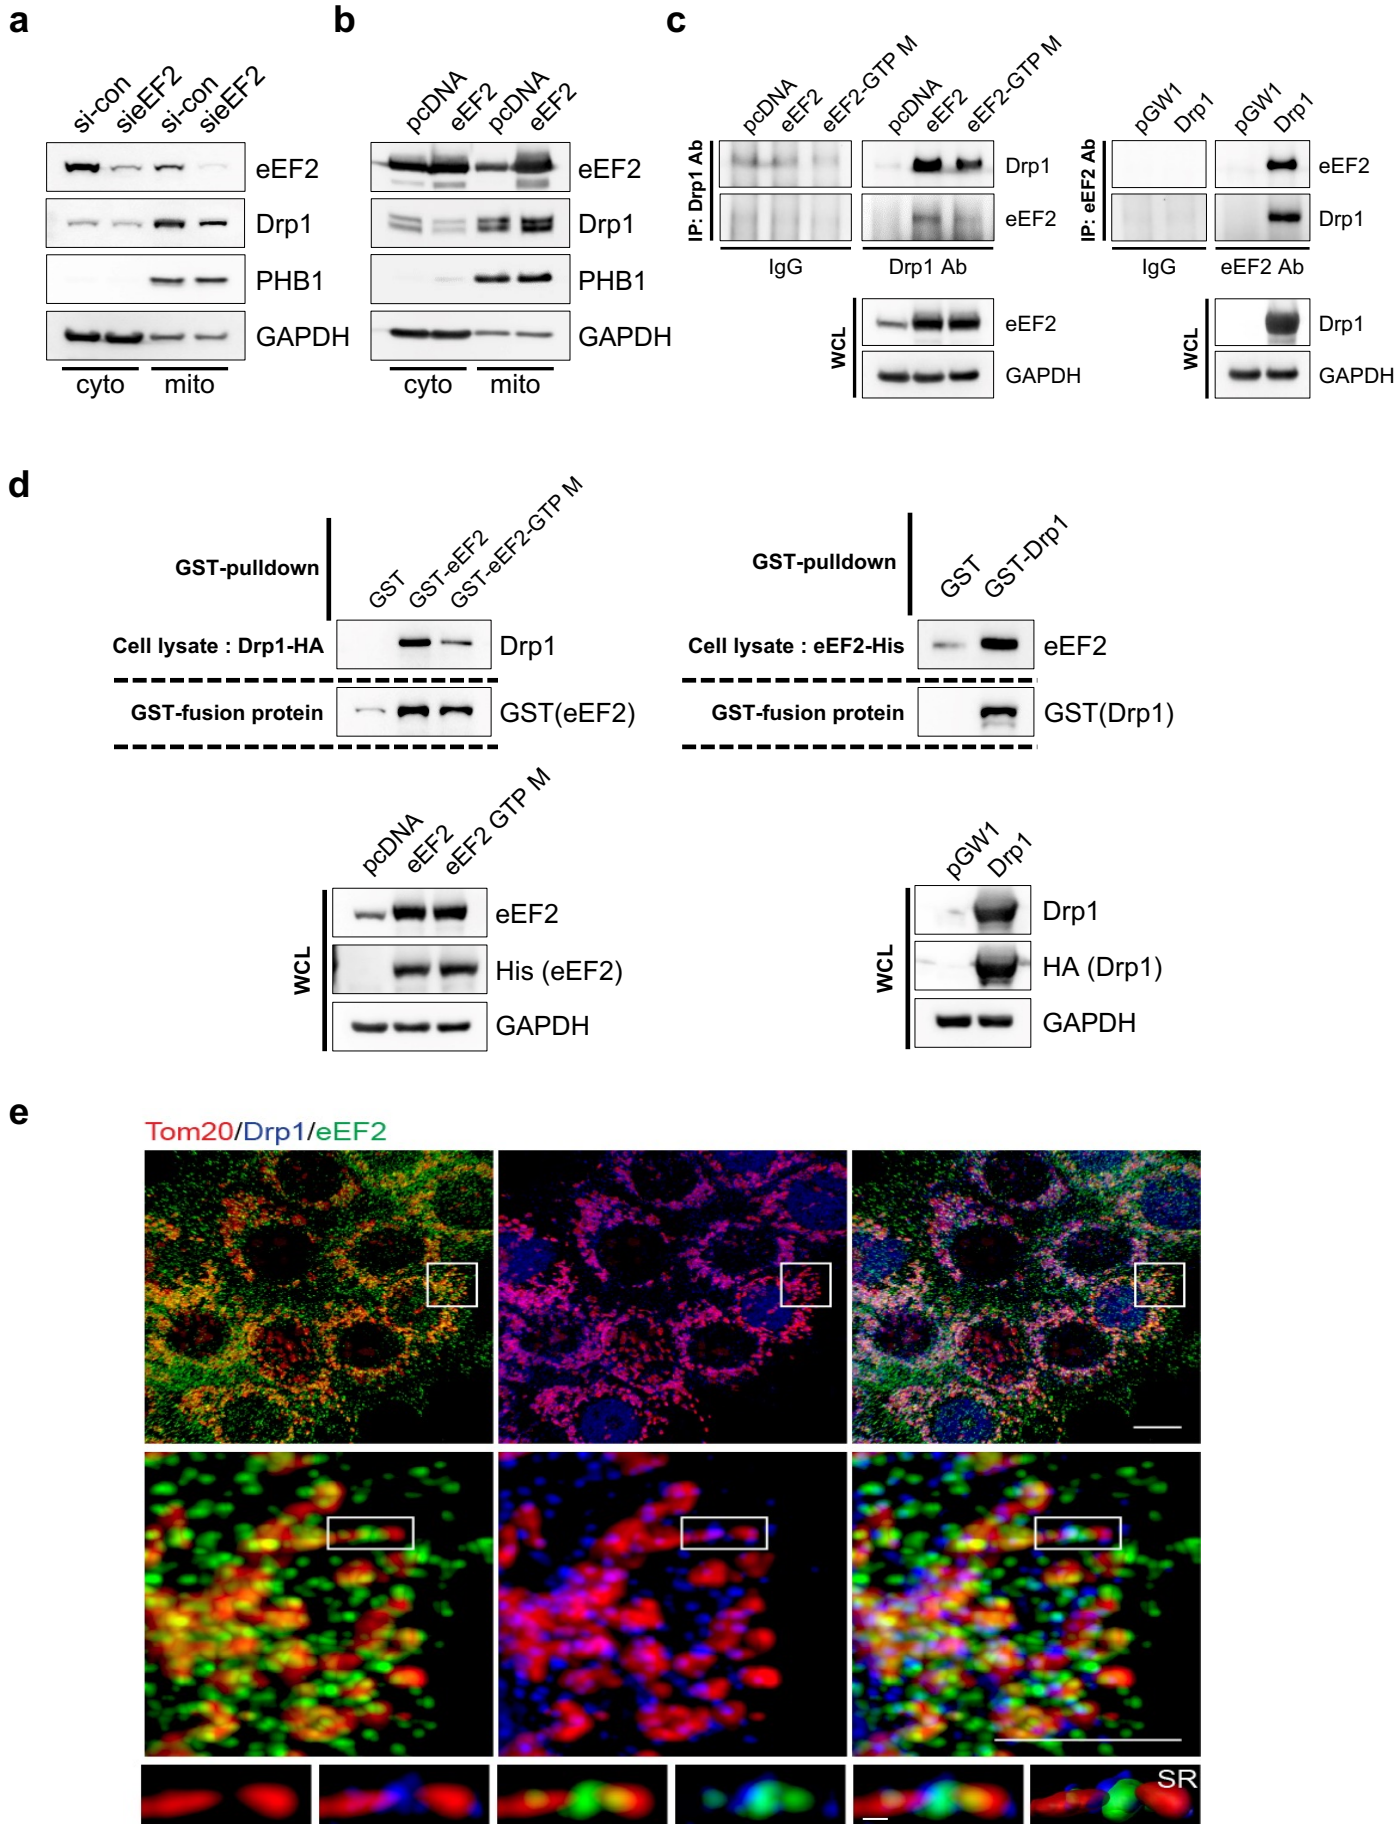 a
si-con
sieEF2
si-con
sieEF2
eEF2
Drp1
PHB1
GAPDH
cyto
mito
b
pcDNA
eEF2
pcDNA
eEF2
eEF2
Drp1
PHB1
GAPDH
cyto
mito
c
pcDNA
eEF2
eEF2-GTP M
pcDNA
eEF2
eEF2-GTP M
IP: Drp1 Ab
Drp1
eEF2
IgG
Drp1 Ab
WCL
eEF2
GAPDH
pGW1
Drp1
pGW1
Drp1
IP: eEF2 Ab
eEF2
Drp1
IgG
eEF2 Ab
WCL
Drp1
GAPDH
d
GST-pulldown
GST
GST-eEF2
GST-eEF2-GTP M
Cell lysate : Drp1-HA
Drp1
GST-fusion protein
GST(eEF2)
pcDNA
eEF2
eEF2 GTP M
WCL
eEF2
His (eEF2)
GAPDH
GST-pulldown
GST
GST-Drp1
Cell lysate : eEF2-His
eEF2
GST-fusion protein
GST(Drp1)
pGW1
Drp1
WCL
Drp1
HA (Drp1)
GAPDH
e
Tom20/Drp1/eEF2
SR